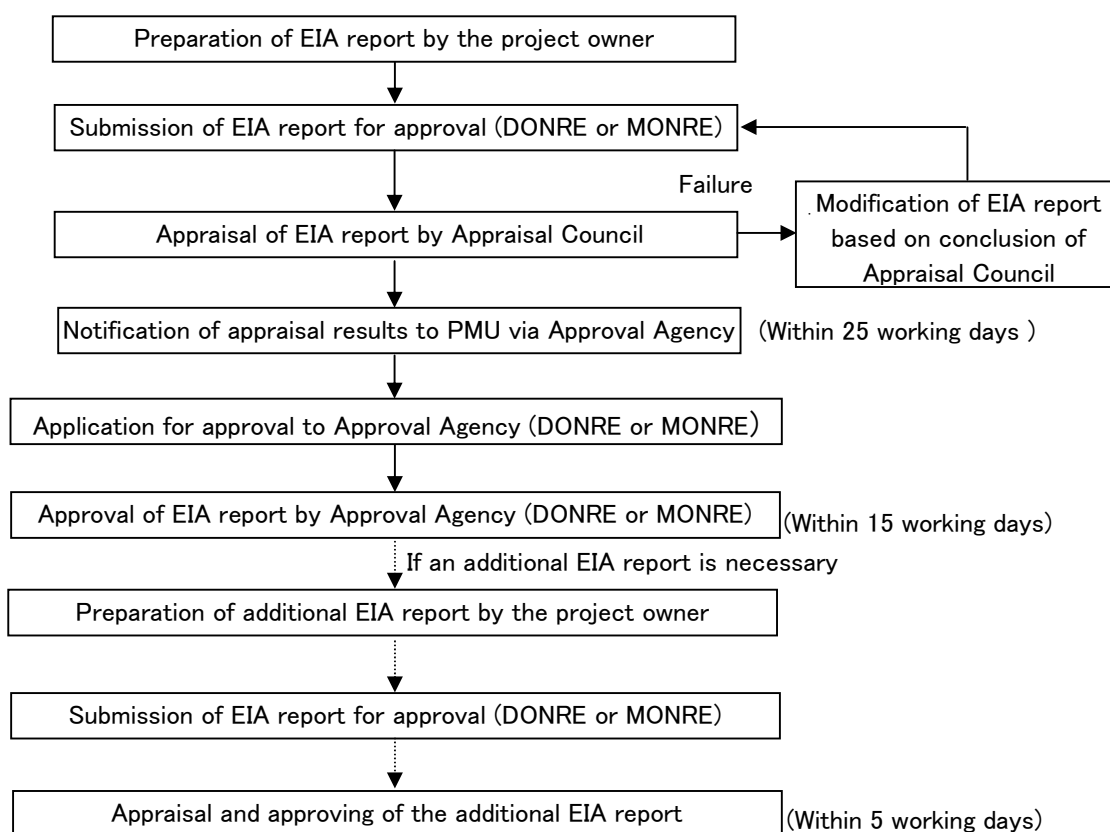 Preparation of EIA report by the project owner
Submission of EIA report for approval (DONRE or MONRE)
Failure
Modification of EIA report
based on conclusion of
Appraisal Council
Appraisal of EIA report by Appraisal Council
Notification of appraisal results to PMU via Approval Agency
(Within 25 working days )
Application for approval to Approval Agency (DONRE or MONRE)
Approval of EIA report by Approval Agency (DONRE or MONRE)
(Within 15 working days)
If an additional EIA report is necessary
Preparation of additional EIA report by the project owner
Submission of EIA report for approval (DONRE or MONRE)
Appraisal and approving of the additional EIA report
(Within 5 working days)